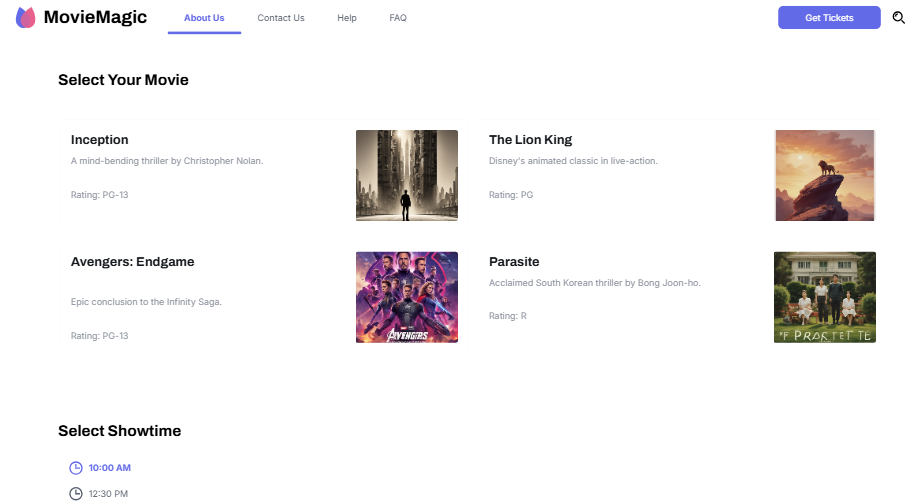 MovieMagic
About Us
Contact Us
Help
FAQ
Get Tickets
Select Your Movie
Inception
A mind-bending thriller by Christopher Nolan.
Rating: PG-13
The Lion King
Disney's animated classic in live-action.
Rating: PG
Avengers: Endgame
Epic conclusion to the Infinity Saga.
Rating: PG-13
AVENGERS
Parasite
Acclaimed South Korean thriller by Bong Joon-ho.
Rating: R
Select Showtime
10:00 AM
12:30 PM